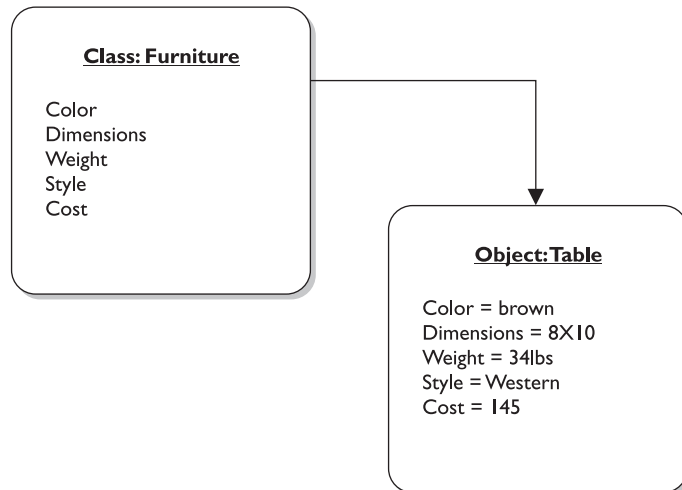 Class: Furniture
Color
Dimensions
Weight
Style
Cost
Object: Table
Color = brown
Dimensions = 8X10
Weight = 34lbs
Style = Western
Cost = 145